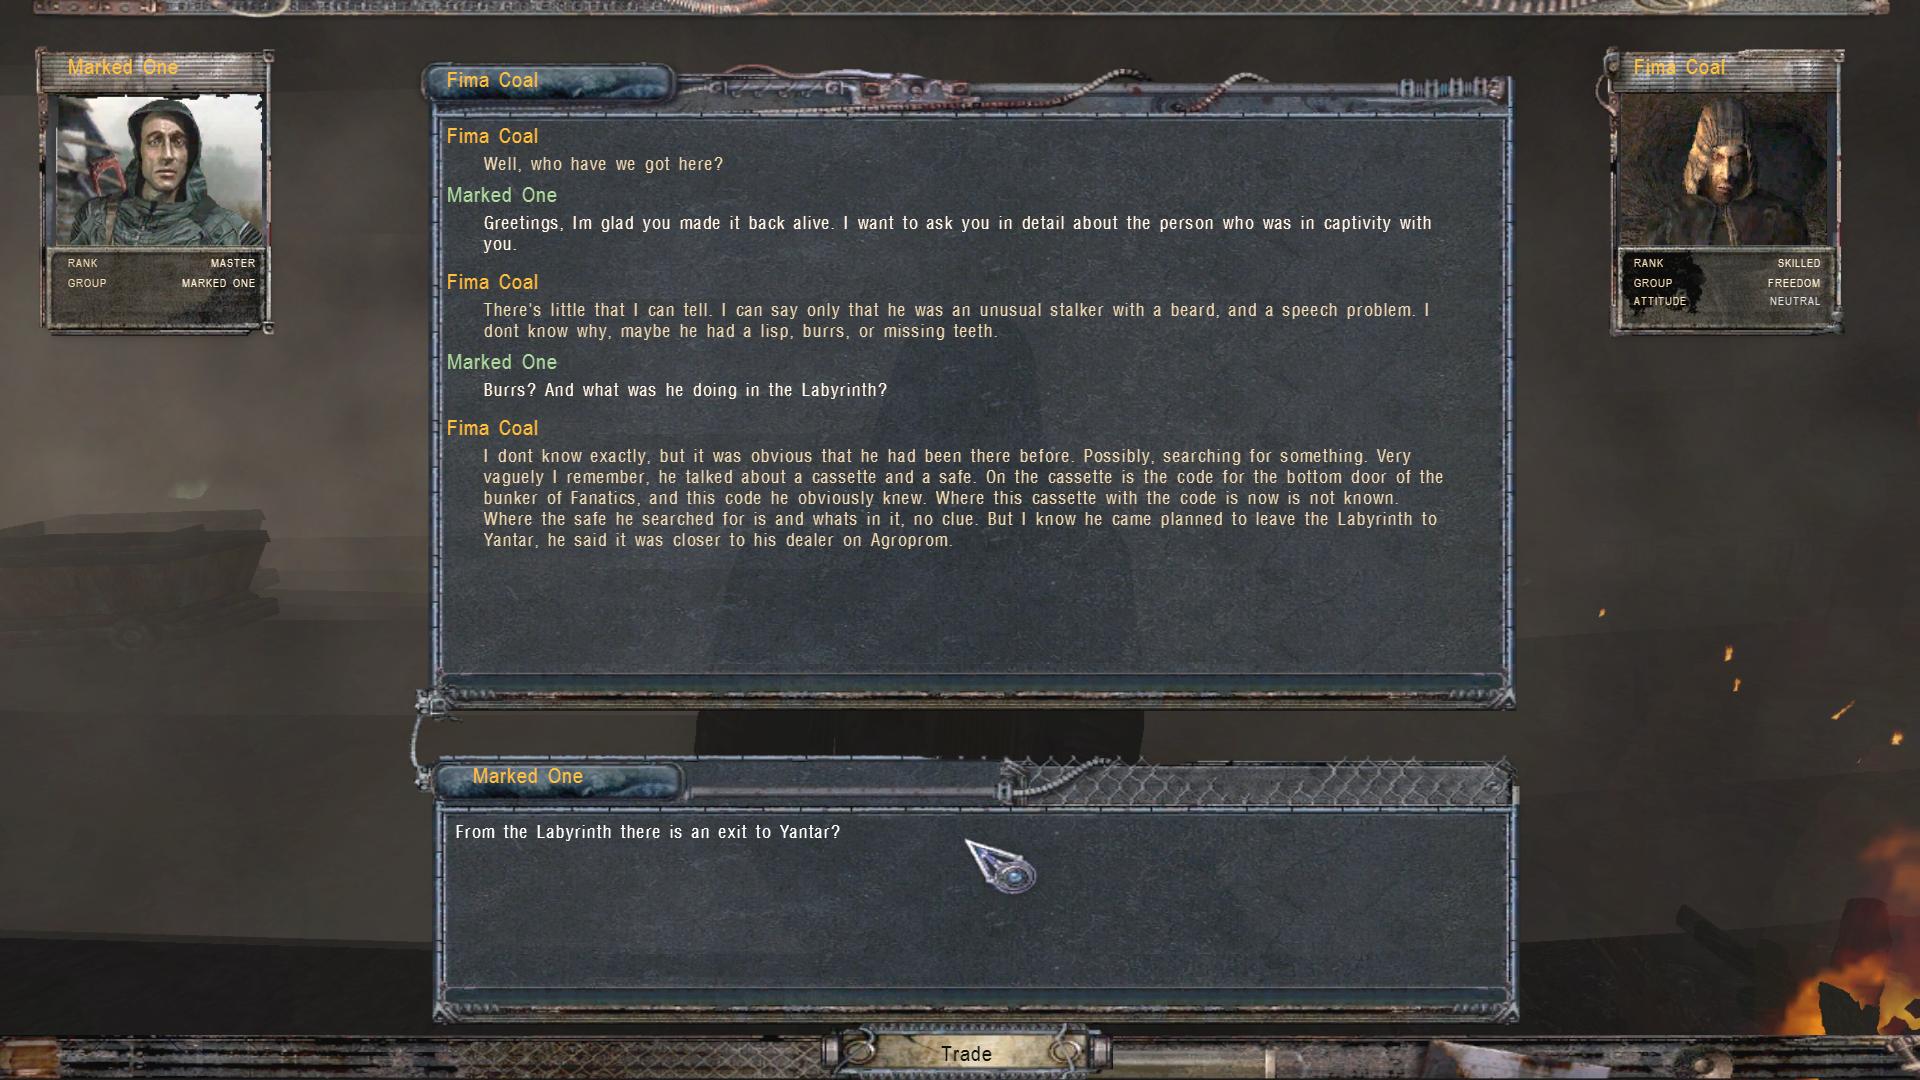 Marked One
RANK MASTER
GROUP MARKED ONE
Fima Coal
Fima Coal
Well, who have we got here?
Marked One
Greetings, Im glad you made it back alive. I want to ask you in detail about the person who was in captivity with
you.
Fima Coal
There's little that I can tell. I can say only that he was an unusual stalker with a beard, and a speech problem. I
dont know why, maybe he had a lisp, burrs, or missing teeth.
Marked One
Burrs? And what was he doing in the Labyrinth?
Fima Coal
I dont know exactly, but it was obvious that he had been there before. Possibly, searching for something. Very
vaguely I remember, he talked about a cassette and a safe. On the cassette is the code for the bottom door of the
bunker of Fanatics, and this code he obviously knew. Where this cassette with the code is now is not known.
Where the safe he searched for is and whats in it, no clue. But I know he came planned to leave the Labyrinth to
Yantar, he said it was closer to his dealer on Agroprom.
Fima Coal
RANK SKILLED
GROUP FREEDOM
ATTITUDE NEUTRAL
Marked One
From the Labyrinth there is an exit to Yantar?
Trade